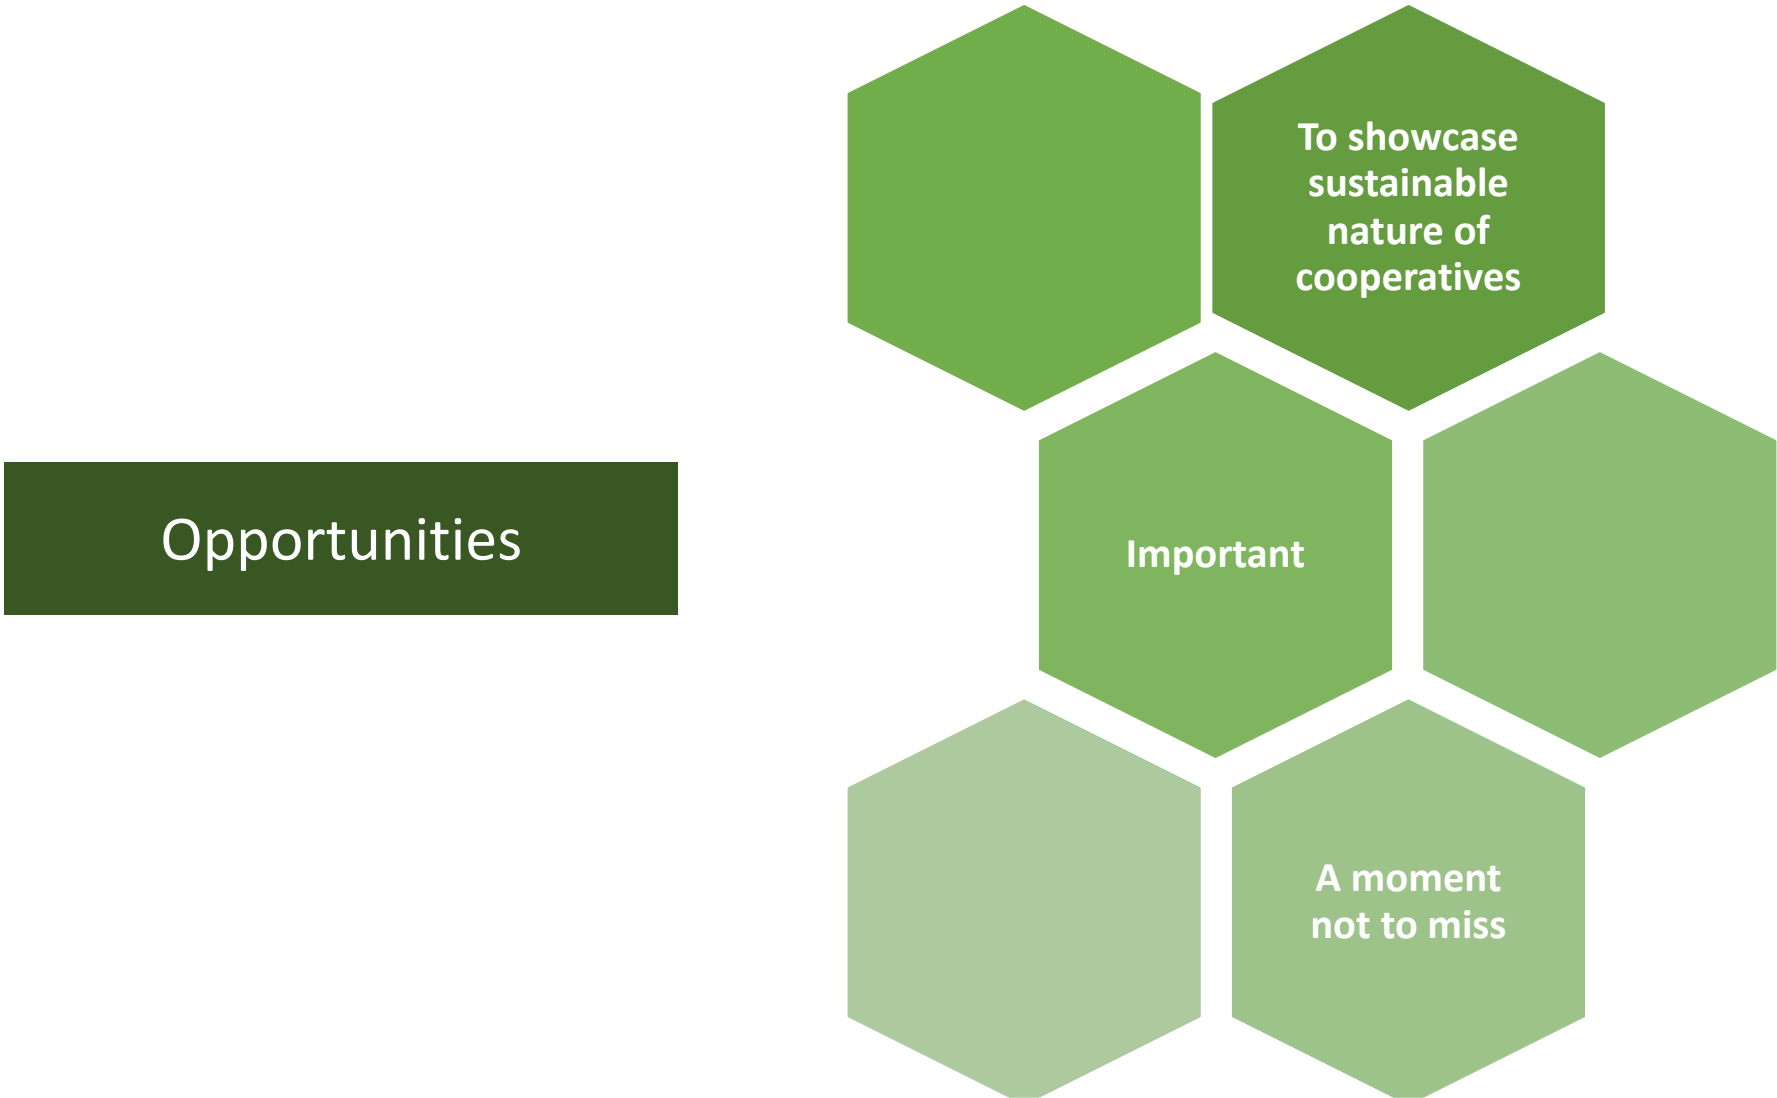 Opportunities
To showcase
sustainable
nature of
cooperatives
Important
A moment
not to miss